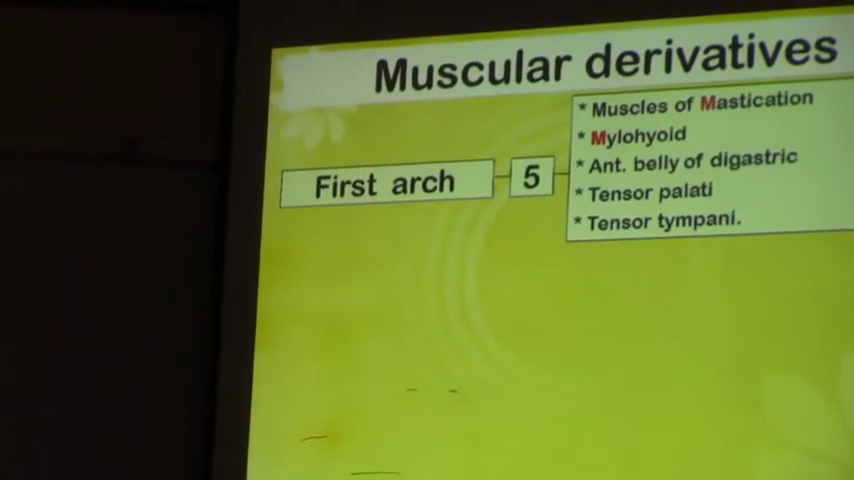 Muscular derivatives
First arch
5
* Muscles of Mastication
* Mylohyoid
* Ant. belly of digastric
* Tensor palati
* Tensor tympani.